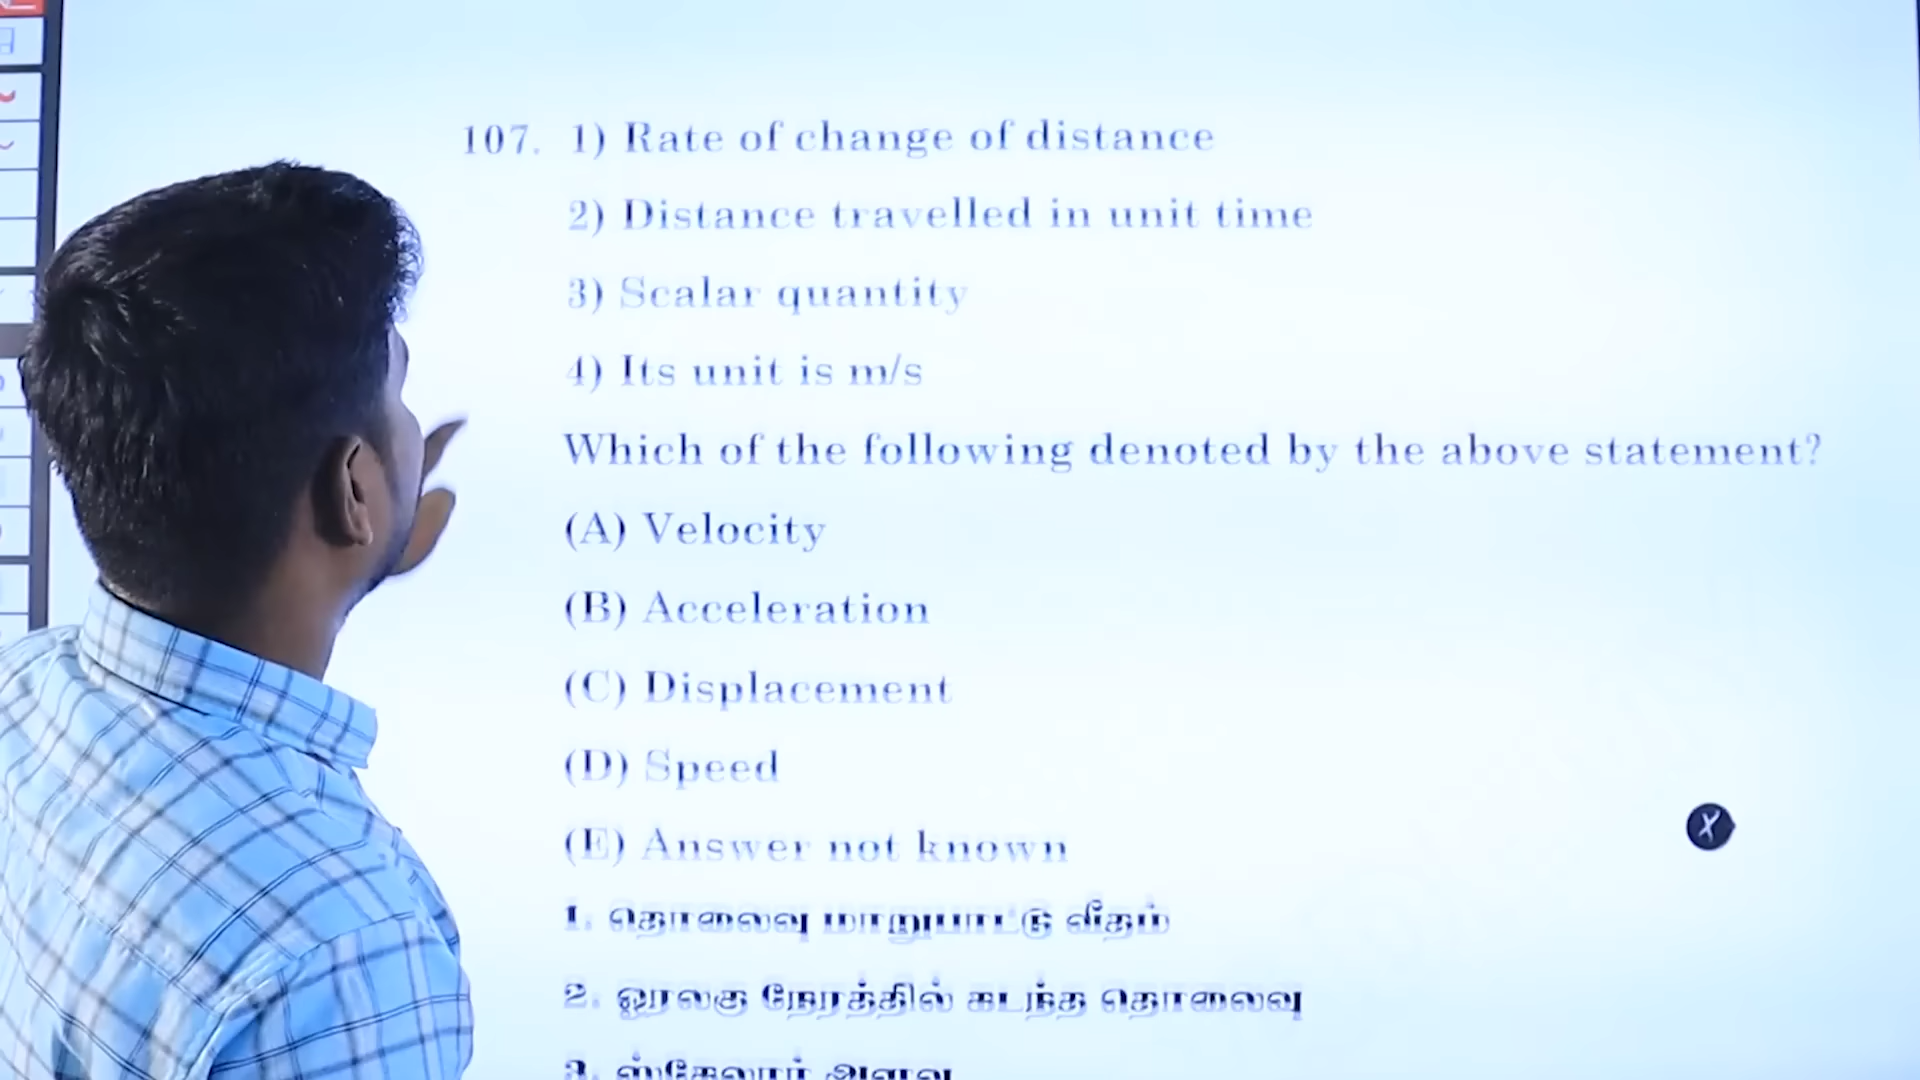 107. 1) Rate of change of distance
2) Distance travelled in unit time
3) Scalar quantity
4) Its unit is m/s
Which of the following denoted by the above statement?
(A) Velocity
(B) Acceleration
(C) Displacement
(D) Speed
(E) Answer not known
1. தொலைவு மாறுபாட்டு வீதம்
2. ஓரலகு நேரத்தில் கடந்த தொலைவு
3. ஸ்கேலார் அளவு